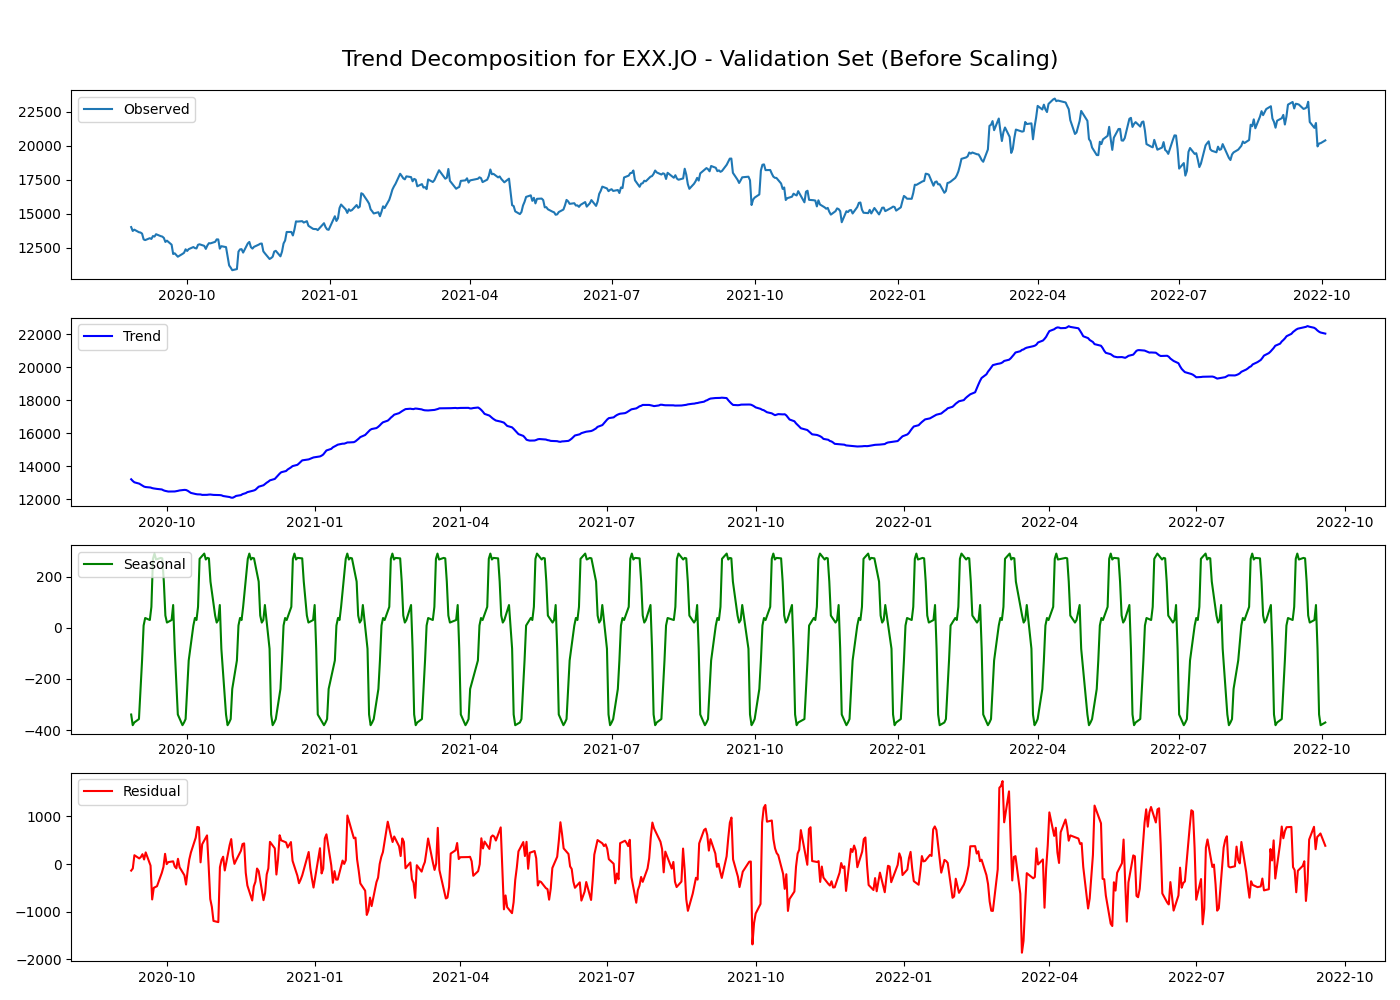 Trend Decomposition for EXX.JO - Validation Set (Before Scaling)
Observed
22500
20000
17500
15000
12500
2020-10 2021-01 2021-04 2021-07 2021-10 2022-01 2022-04 2022-07 2022-10
Trend
22000
20000
18000
16000
14000
12000
2020-10 2021-01 2021-04 2021-07 2021-10 2022-01 2022-04 2022-07 2022-10
Seasonal
200
0
−200
−400
2020-10 2021-01 2021-04 2021-07 2021-10 2022-01 2022-04 2022-07 2022-10
Residual
1000
0
−1000
−2000
2020-10 2021-01 2021-04 2021-07 2021-10 2022-01 2022-04 2022-07 2022-10